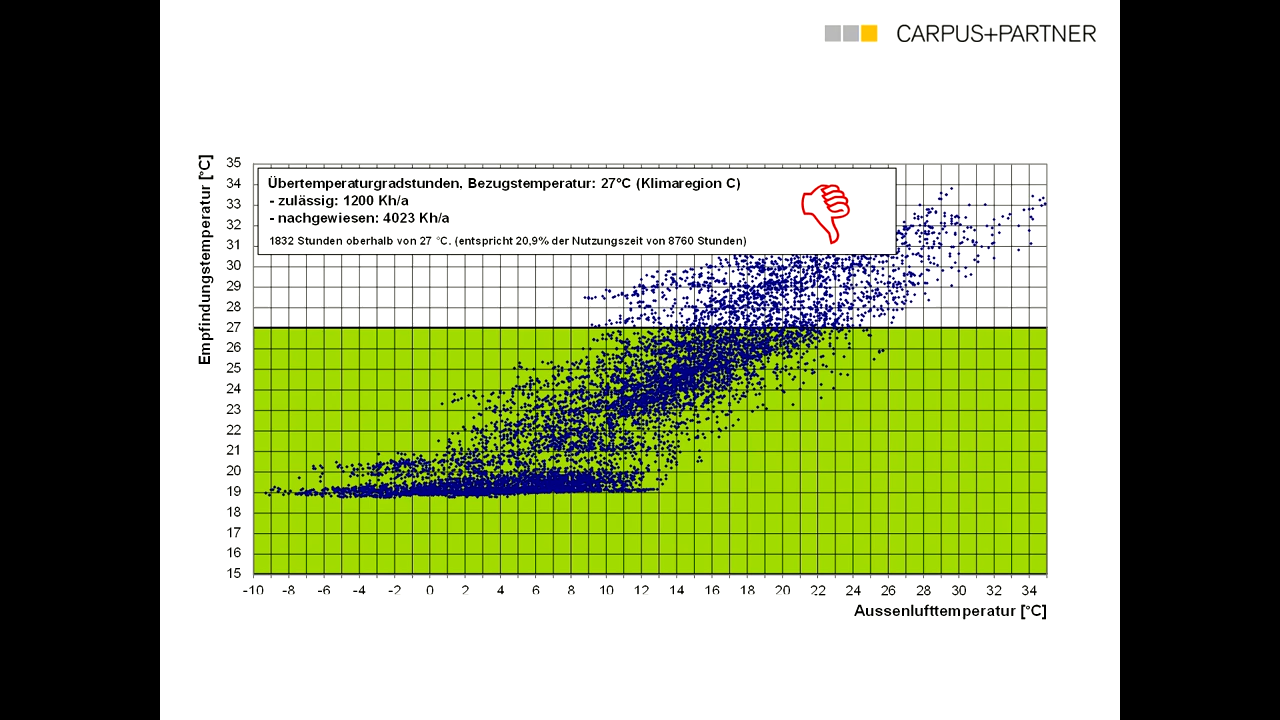 CARPUS+PARTNER
Empfindungstemperatur [°C]
35
34
33
32
31
30
29
28
27
26
25
24
23
22
21
20
19
18
17
16
15
Übertemperaturgradstunden, Bezugstemperatur: 27°C (Klimaregion C)
- zulässig: 1200 Kh/a
- nachgewiesen: 4023 Kh/a
1832 Stunden oberhalb von 27 °C. (entspricht 20,9% der Nutzungszeit von 8760 Stunden)
-10 -8 -6 -4 -2 0 2 4 6 8 10 12 14 16 18 20 22 24 26 28 30 32 34
Aussenlufttemperatur [°C]